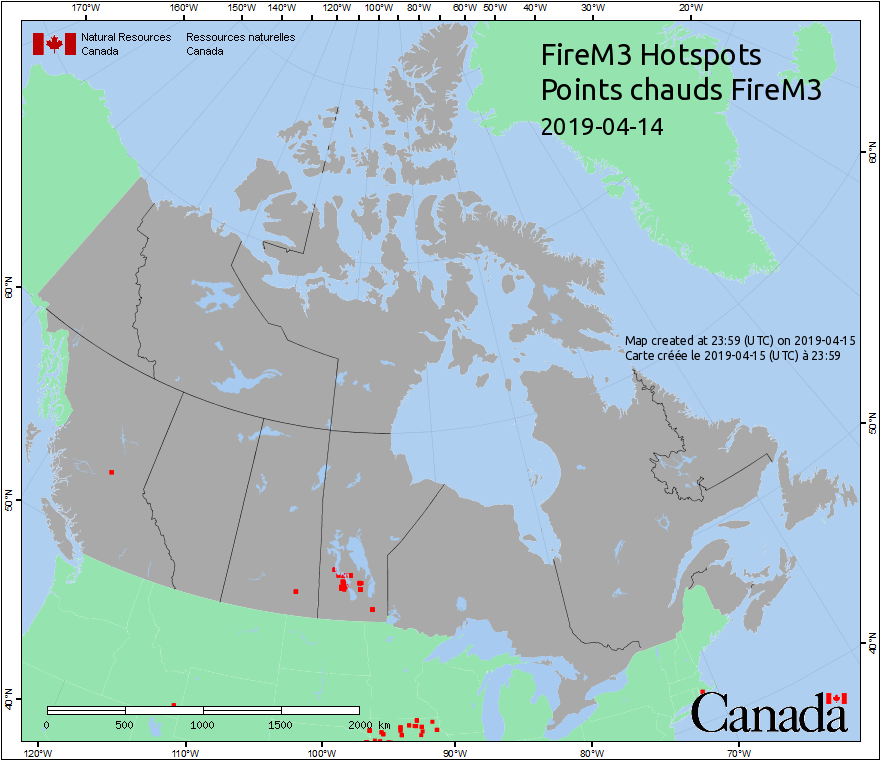 170°W 160°W 150°W 140°W 130°W 120°W 110°W 100°W 90°W 80°W 70°W 60°W 50°W 40°W 30°W 20°W
Natural Resources Ressources naturelles
Canada Canada
FireM3 Hotspots
Points chauds FireM3
2019-04-14
60°N
60°N
Map created at 23:59 (UTC) on 2019-04-15
Carte créée le 2019-04-15 (UTC) à 23:59
50°N
50°N
40°N
40°N
Canada
0 500 1000 1500 2000 km
120°W 110°W 100°W 90°W 80°W 70°W